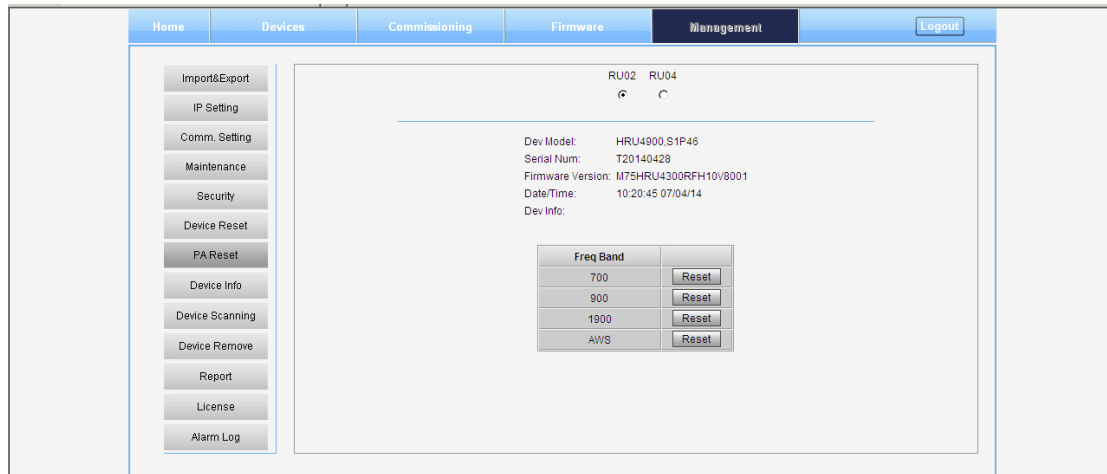 Home Devices Commissioning Firmware Management Logout
Import&Export
IP Setting
Comm. Setting
Maintenance
Security
Device Reset
PA Reset
Device Info
Device Scanning
Device Remove
Report
License
Alarm Log
RU02 RU04
Dev Model: HRU4900,S1P46
Serial Num: T20140428
Firmware Version: M75HRU4300RFH10V8001
Date/Time: 10:20:45 07/04/14
Dev Info:
Freq Band
700 Reset
900 Reset
1900 Reset
AWS Reset